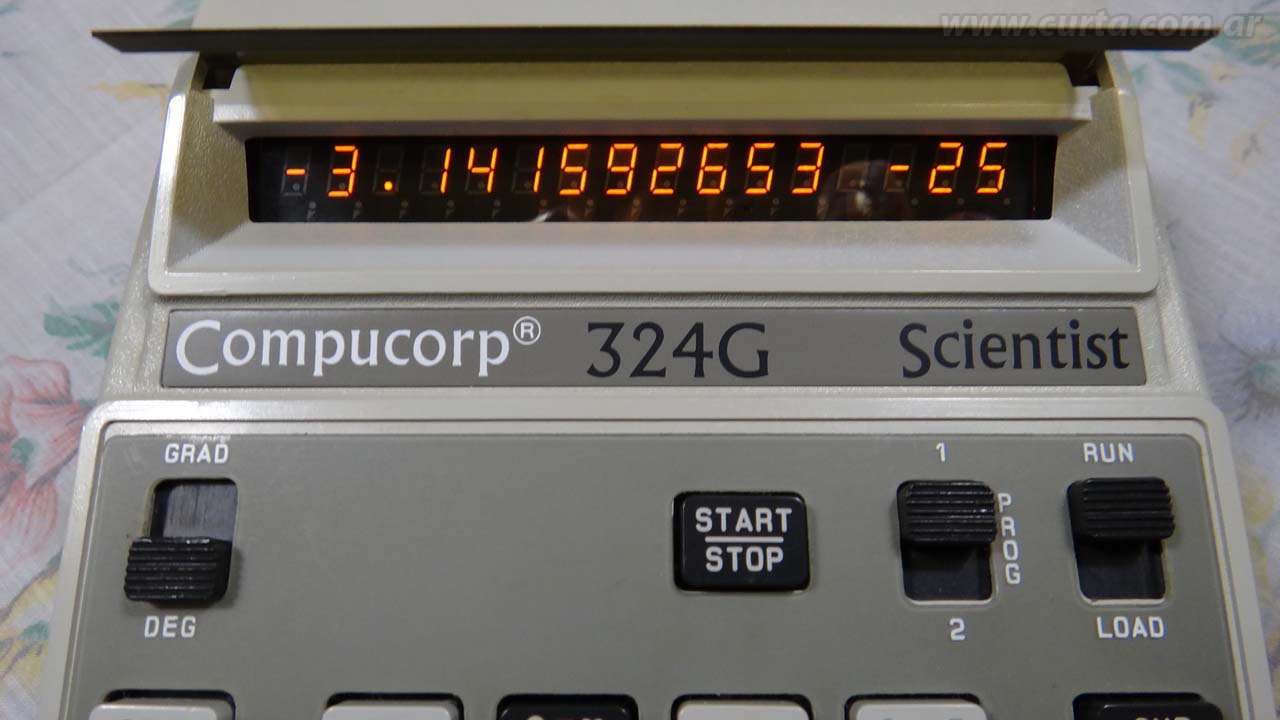 www.curta.com.ar
-3.141592653 -25
Compucorp® 324G Scientist
GRAD
DEG
START
STOP
1
PROG
2
RUN
LOAD